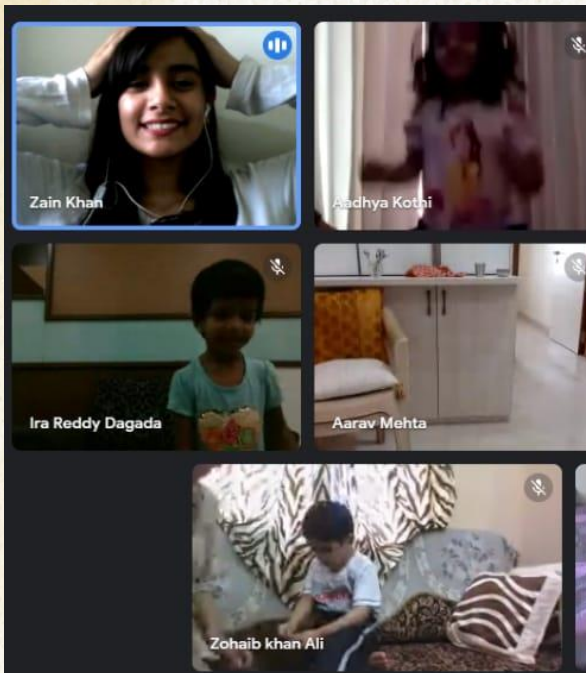 Zain Khan
Aadhya Kothi
Ira Reddy Dagada
Aarav Mehta
Zohaib khan Ali